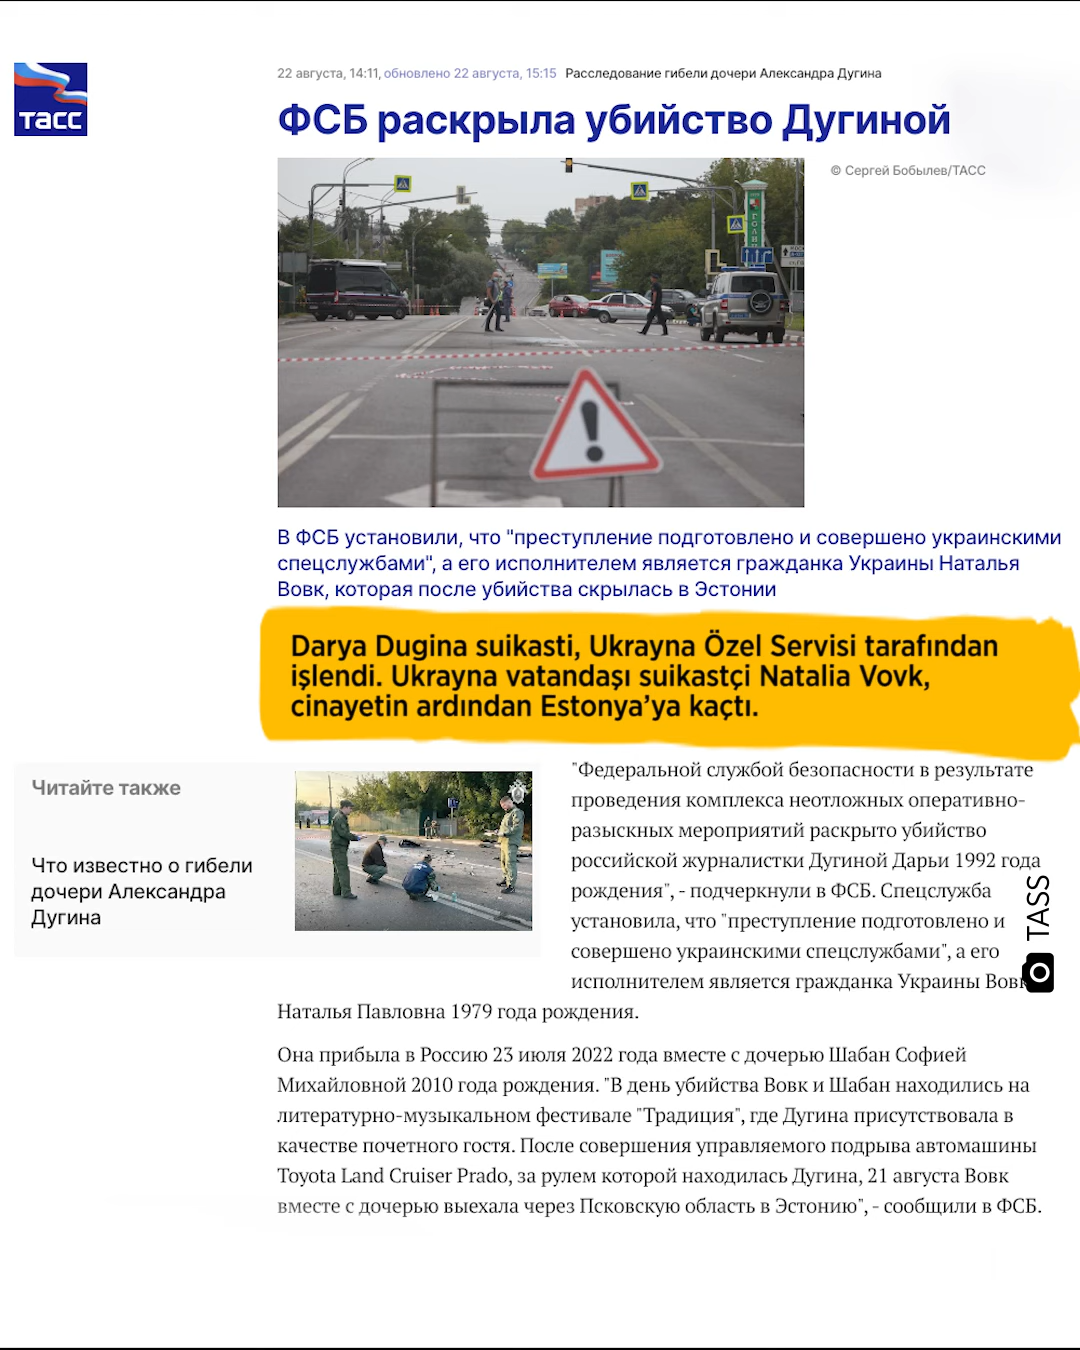 22 августа, 14:11, обновлено 22 августа, 15:15 Расследование гибели дочери Александра Дугина
ТАСС
ФСБ раскрыла убийство Дугиной
© Сергей Бобылев/ТАСС
В ФСБ установили, что "преступление подготовлено и совершено украинскими
спецслужбами", а его исполнителем является гражданка Украины Наталья
Вовк, которая после убийства скрылась в Эстонии
Darya Dugina suikasti, Ukrayna Özel Servisi tarafından
işlendi. Ukrayna vatandaşı suikastçi Natalia Vovk,
cinayetin ardından Estonya’ya kaçtı.
Читайте также
Что известно о гибели
дочери Александра
Дугина
"Федеральной службой безопасности в результате
проведения комплекса неотложных оперативно-
разыскных мероприятий раскрыто убийство
российской журналистки Дугиной Дарьи 1992 года
рождения", - подчеркнули в ФСБ. Спецслужба
установила, что "преступление подготовлено и
совершено украинскими спецслужбами", а его
исполнителем является гражданка Украины Вовк
Наталья Павловна 1979 года рождения.
TASS
Она прибыла в Россию 23 июля 2022 года вместе с дочерью Шабан Софией
Михайловной 2010 года рождения. "В день убийства Вовк и Шабан находились на
литературно-музыкальном фестивале "Традиция", где Дугина присутствовала в
качестве почетного гостя. После совершения управляемого подрыва автомашины
Toyota Land Cruiser Prado, за рулем которой находилась Дугина, 21 августа Вовк
вместе с дочерью выехала через Псковскую область в Эстонию", - сообщили в ФСБ.